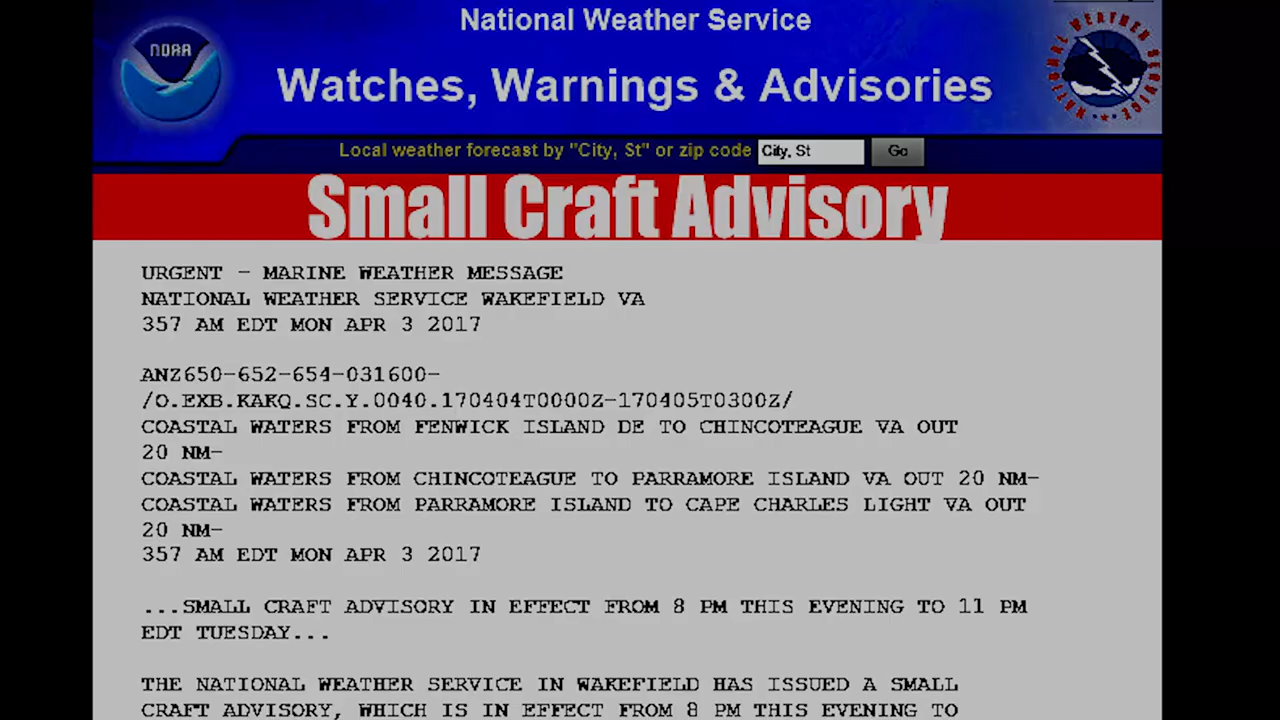 National Weather Service
NOAA
NATIONAL WEATHER SERVICE
Watches, Warnings & Advisories
Local weather forecast by "City, St" or zip code City, St Go
Small Craft Advisory
URGENT - MARINE WEATHER MESSAGE
NATIONAL WEATHER SERVICE WAKEFIELD VA
357 AM EDT MON APR 3 2017
ANZ650-652-654-031600-
/O.EXB.KAKQ.SC.Y.0040.170404T0000Z-170405T0300Z/
COASTAL WATERS FROM FENWICK ISLAND DE TO CHINCOTEAGUE VA OUT
20 NM-
COASTAL WATERS FROM CHINCOTEAGUE TO PARRAMORE ISLAND VA OUT 20 NM-
COASTAL WATERS FROM PARRAMORE ISLAND TO CAPE CHARLES LIGHT VA OUT
20 NM-
357 AM EDT MON APR 3 2017
...SMALL CRAFT ADVISORY IN EFFECT FROM 8 PM THIS EVENING TO 11 PM
EDT TUESDAY...
THE NATIONAL WEATHER SERVICE IN WAKEFIELD HAS ISSUED A SMALL
CRAFT ADVISORY, WHICH IS IN EFFECT FROM 8 PM THIS EVENING TO